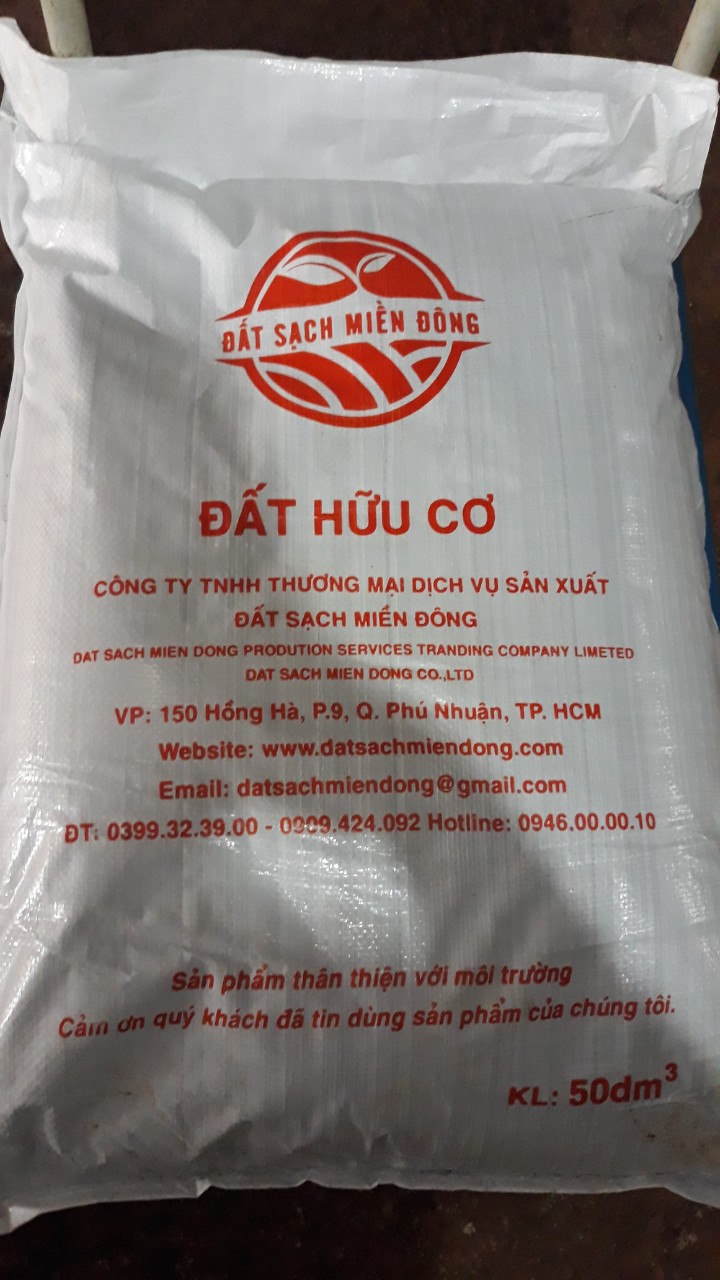 ĐẤT SẠCH MIỀN ĐÔNG
ĐẤT HỮU CƠ
CÔNG TY TNHH THƯƠNG MẠI DỊCH VỤ SẢN XUẤT
ĐẤT SẠCH MIỀN ĐÔNG
DAT SACH MIEN DONG PRODUTION SERVICES TRANDING COMPANY LIMETED
DAT SACH MIEN DONG CO.,LTD
VP: 150 Hồng Hà, P.9, Q. Phú Nhuận, TP. HCM
Website: www.datsachmiendong.com
Email: datsachmiendong@gmail.com
ĐT: 0399.32.39.00 - 0909.424.092 Hotline: 0946.00.00.10
Sản phẩm thân thiện với môi trường
Cảm ơn quý khách đã tin dùng sản phẩm của chúng tôi.
KL: 50dm³